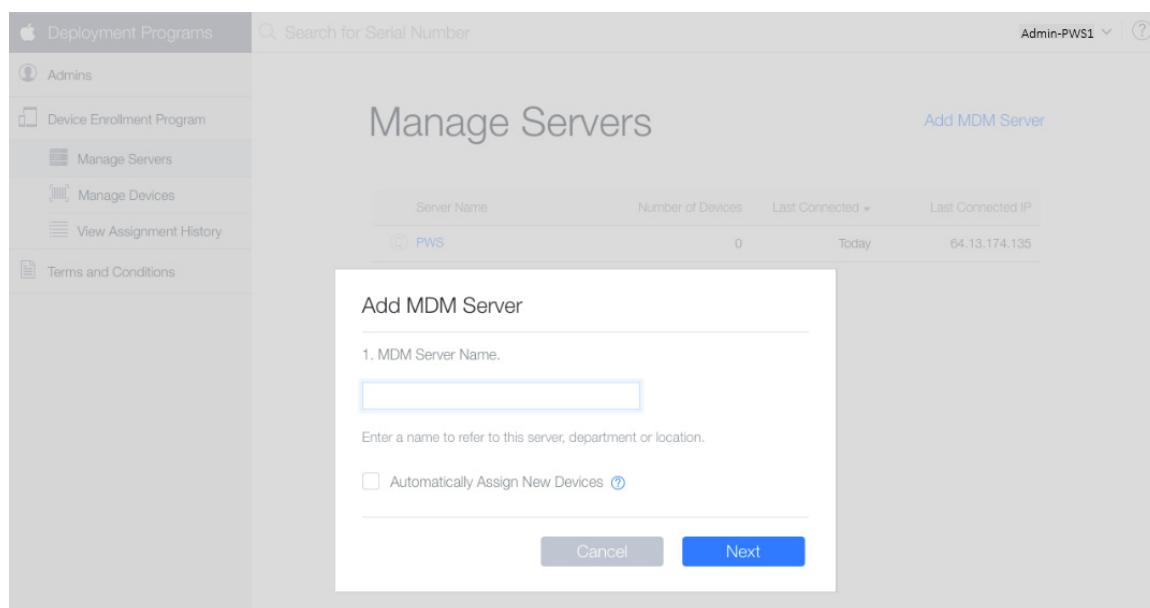 Deployment Programs
Search for Serial Number
Admin-PWS1
?
Admins
Device Enrollment Program
Manage Servers
Manage Devices
View Assignment History
Terms and Conditions
Manage Servers
Add MDM Server
Server Name Number of Devices Last Connected Last Connected IP
PWS 0 Today 64.13.174.135
Add MDM Server
1. MDM Server Name.
Enter a name to refer to this server, department or location.
Automatically Assign New Devices ?
Cancel Next